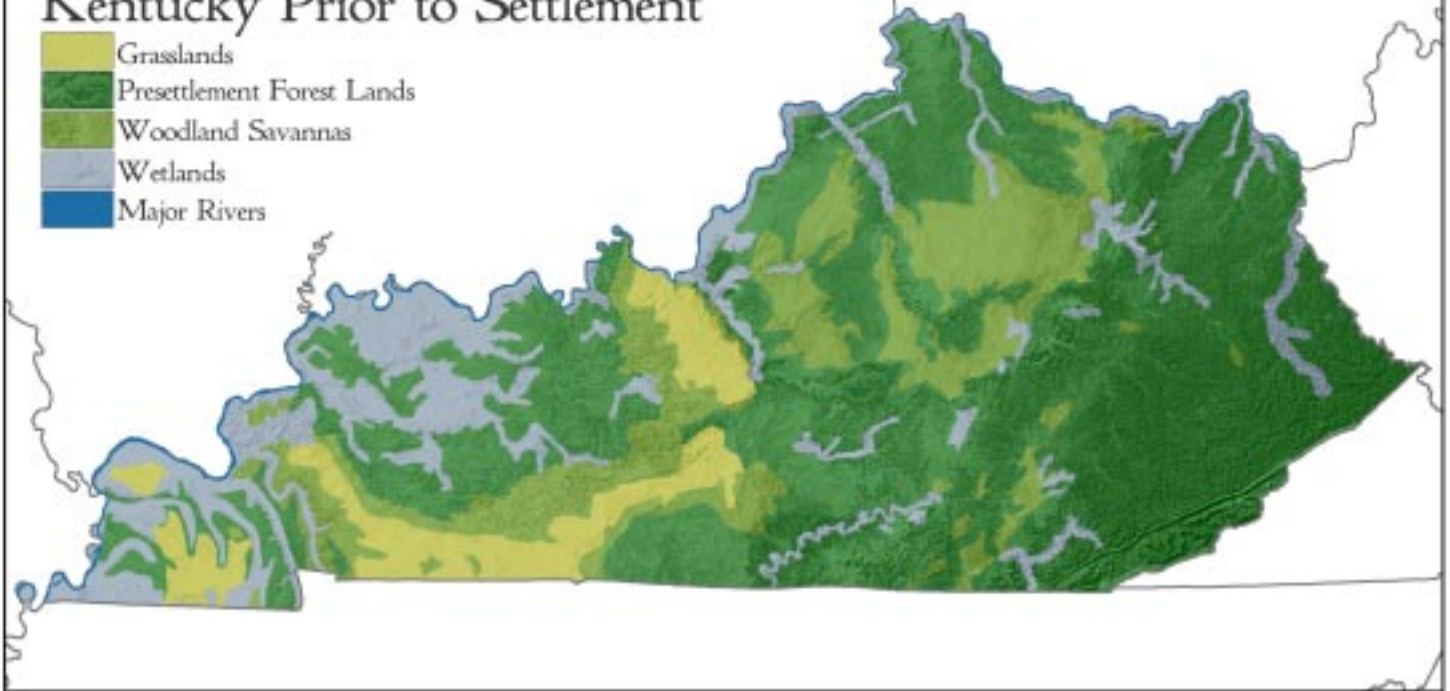 Kentucky Prior to Settlement
Grasslands
Presettlement Forest Lands
Woodland Savannas
Wetlands
Major Rivers